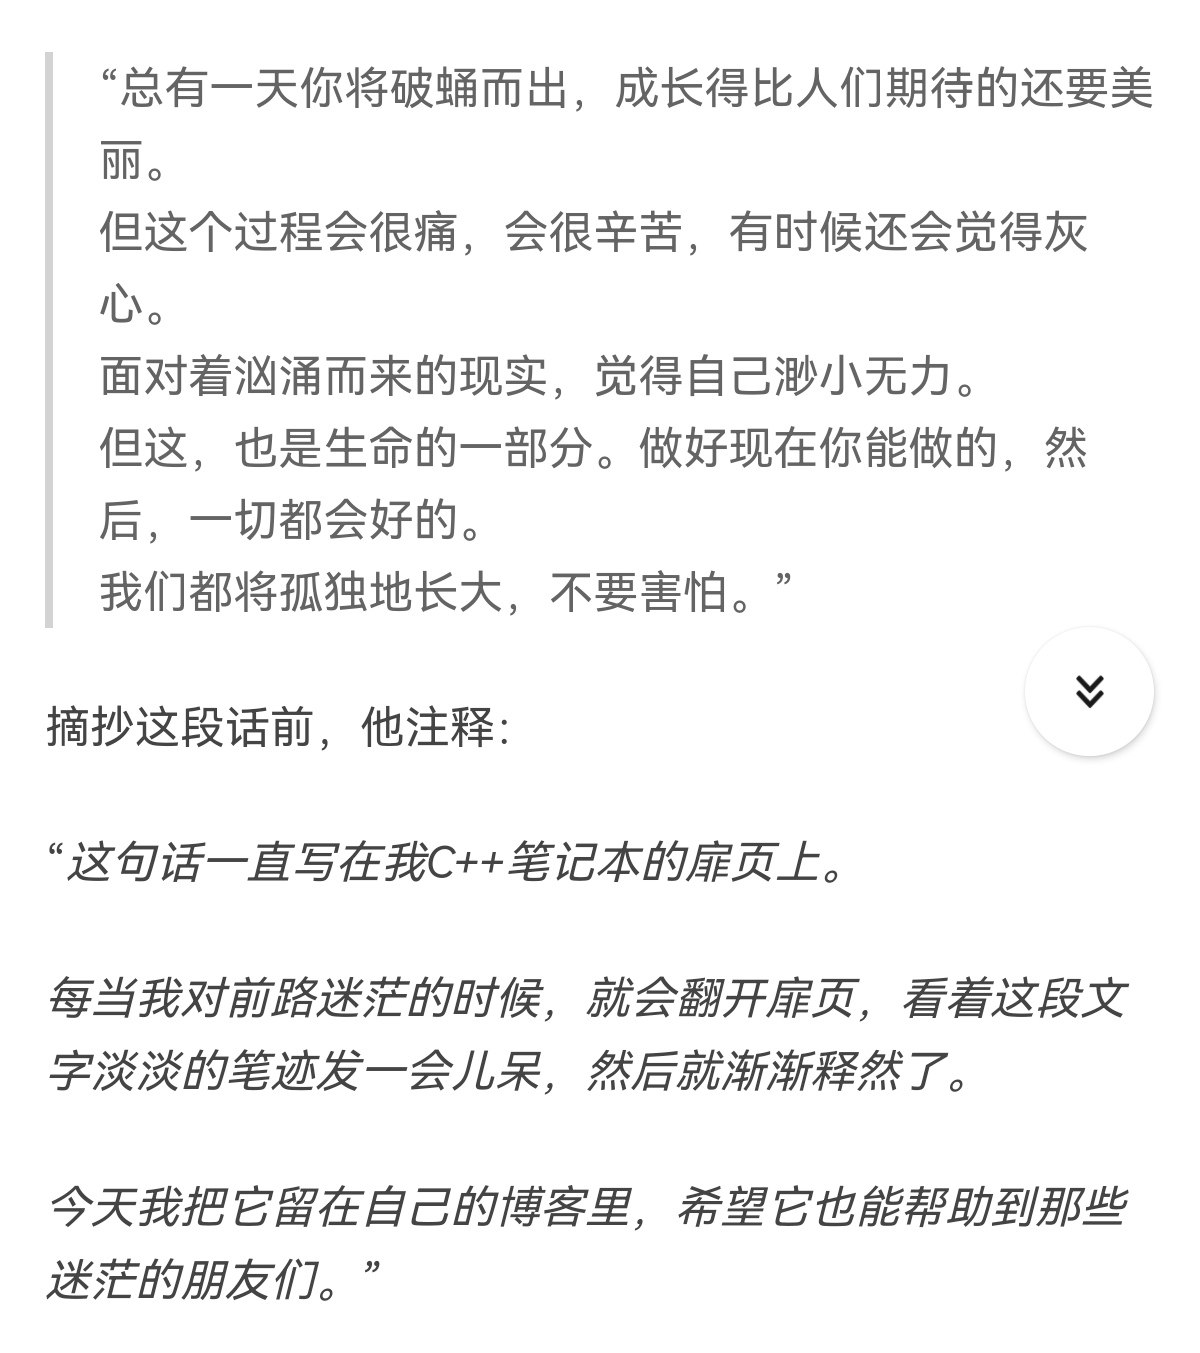 “总有一天你将破蛹而出，成长得比人们期待的还要美
丽。
但这个过程会很痛，会很辛苦，有时候还会觉得灰
心。
面对着汹涌而来的现实，觉得自己渺小无力。
但这，也是生命的一部分。做好现在你能做的，然
后，一切都会好的。
我们都将孤独地长大，不要害怕。”
摘抄这段话前，他注释：
“这句话一直写在我C++笔记本的扉页上。
每当我对前路迷茫的时候，就会翻开扉页，看着这段文
字淡淡的笔迹发一会儿呆，然后就渐渐释然了。
今天我把它留在自己的博客里，希望它也能帮助到那些
迷茫的朋友们。”